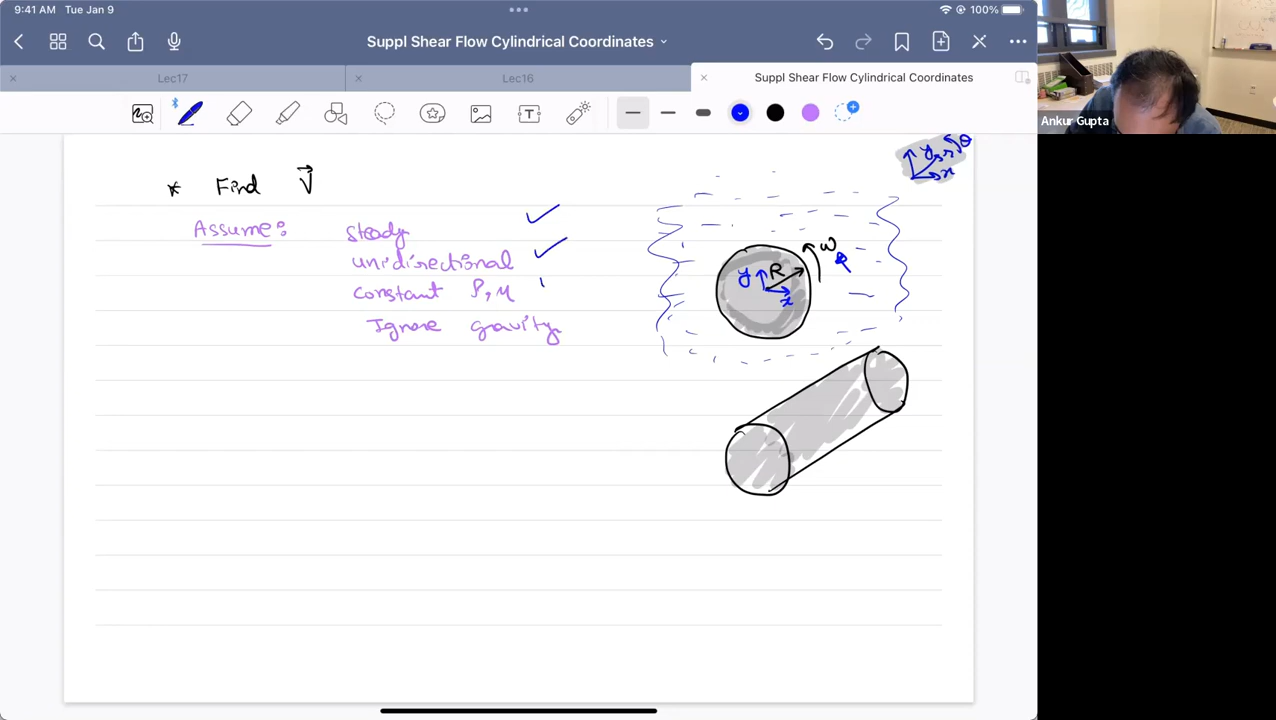 9:41 AM Tue Jan 9
100%
Suppl Shear Flow Cylindrical Coordinates
Lec17
Lec16
Suppl Shear Flow Cylindrical Coordinates
Ankur Gupta
* Find V
y r θ
x
Assume:
Steady
unidirectional
constant ρ, μ
Ignore gravity
ω
R
y
x